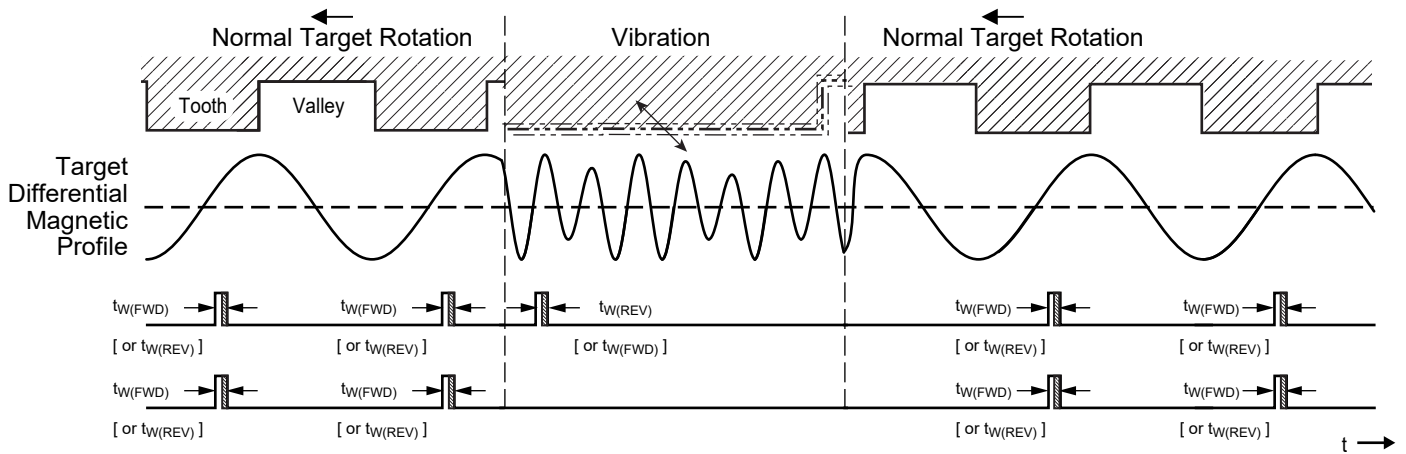 Normal Target Rotation
Vibration
Normal Target Rotation
Tooth
Valley
Target
Differential
Magnetic
Profile
tW(FWD)
tW(FWD)
tW(REV)
tW(FWD)
tW(FWD)
[ or tW(REV) ]
[ or tW(REV) ]
[ or tW(FWD) ]
[ or tW(REV) ]
[ or tW(REV) ]
tW(FWD)
tW(FWD)
tW(FWD)
tW(FWD)
[ or tW(REV) ]
[ or tW(REV) ]
[ or tW(REV) ]
[ or tW(REV) ]
t